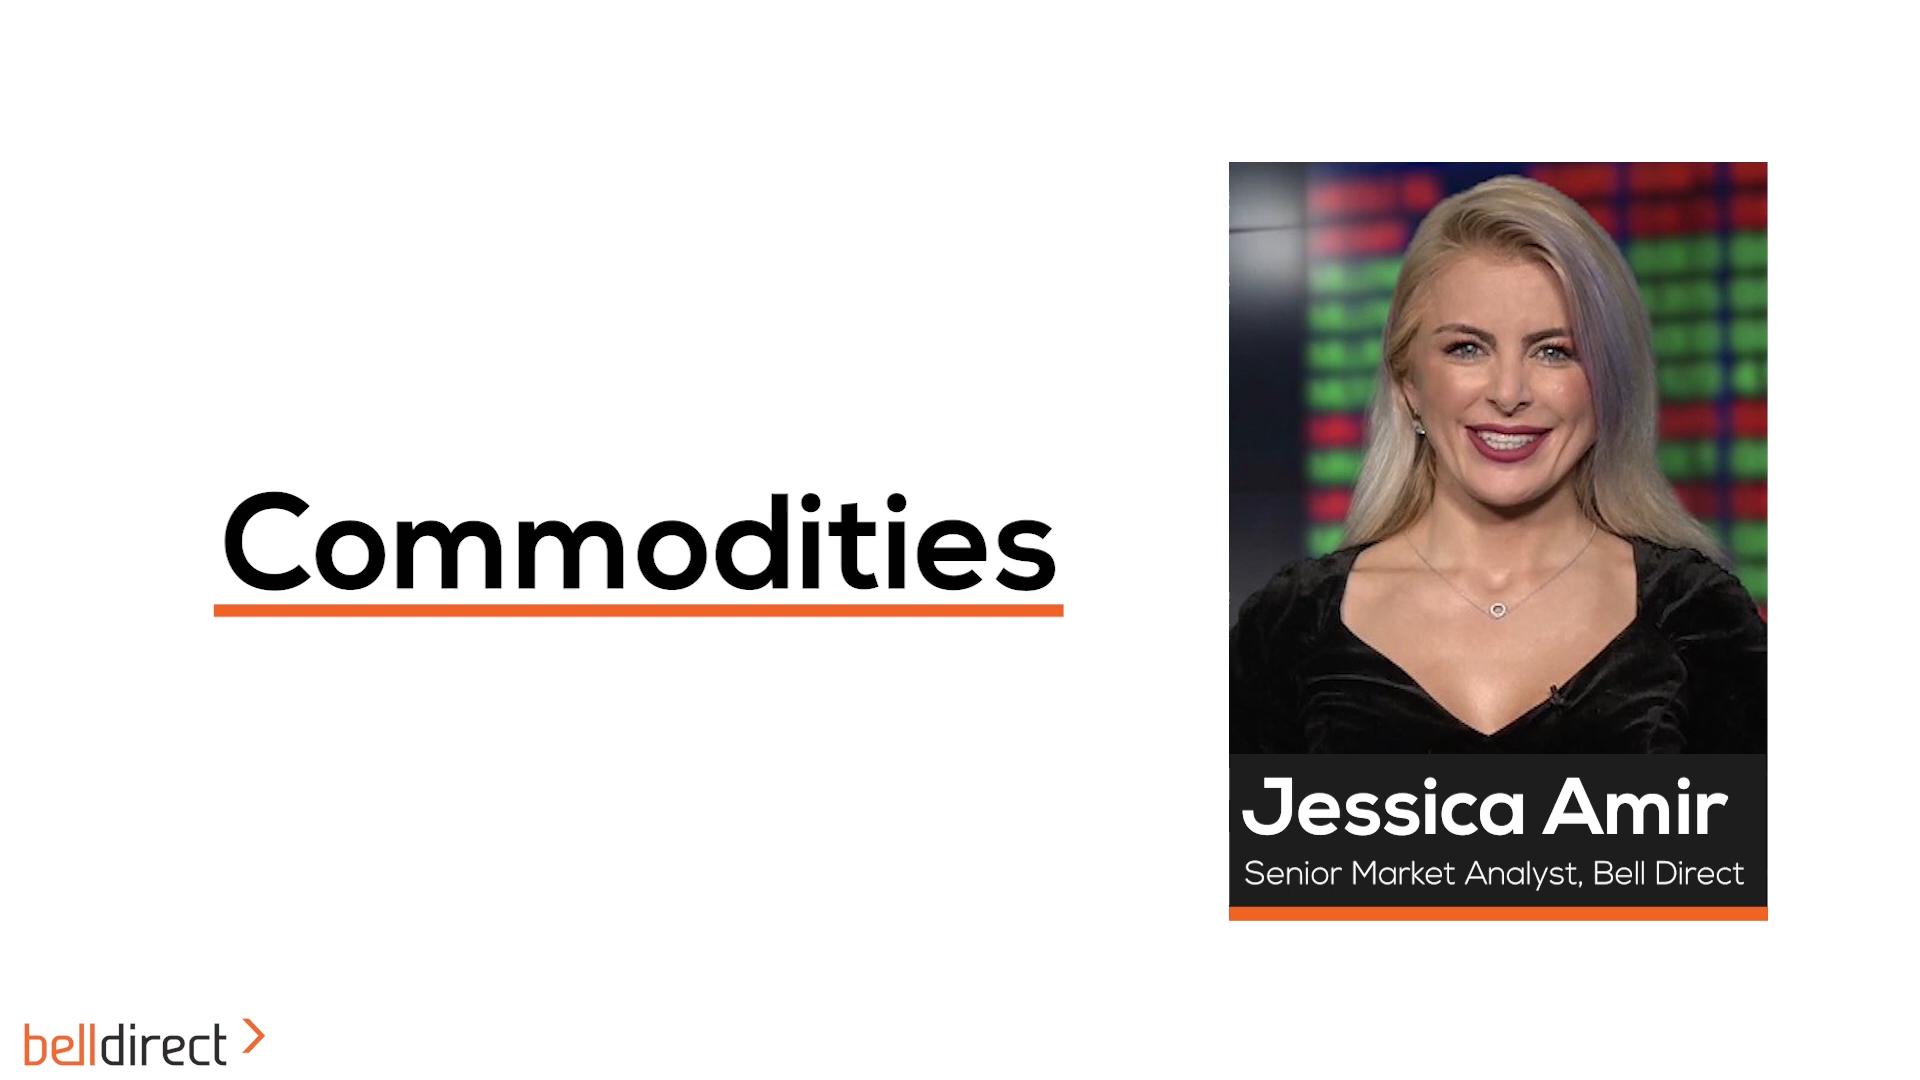 Commodities
Jessica Amir
Senior Market Analyst, Bell Direct
belldirect